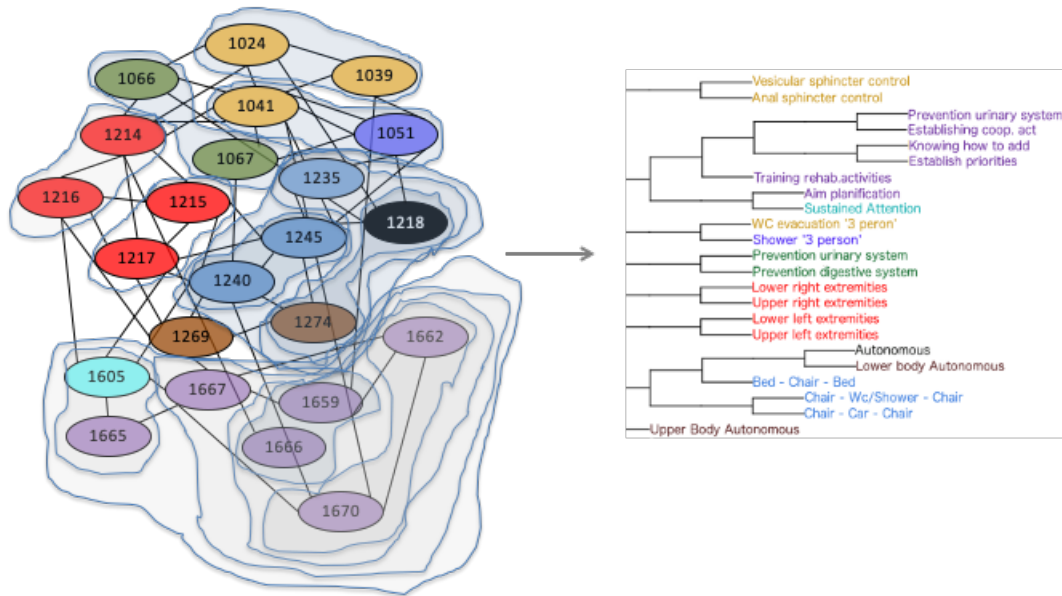 1024
1066
1039
1041
1214
1051
1067
1235
1216
1215
1218
1245
1217
1240
1274
1269
1662
1605
1667
1659
1665
1666
1670
Vesicular sphincter control
Anal sphincter control
Prevention urinary system
Establishing coop. act
Knowing how to add
Establish priorities
Training rehab.activities
Aim planification
Sustained Attention
WC evacuation '3 peron'
Shower '3 person'
Prevention urinary system
Prevention digestive system
Lower right extremities
Upper right extremities
Lower left extremities
Upper left extremities
Autonomous
Lower body Autonomous
Bed - Chair - Bed
Chair - Wc/Shower - Chair
Chair - Car - Chair
Upper Body Autonomous